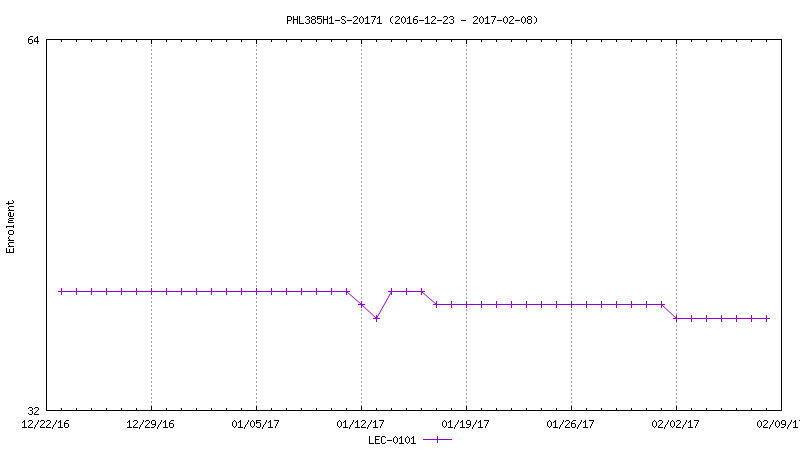 PHL385H1-S-20171 (2016-12-23 - 2017-02-08)
64
Enrolment
32
12/22/16 12/29/16 01/05/17 01/12/17 01/19/17 01/26/17 02/02/17 02/09/1
LEC-0101